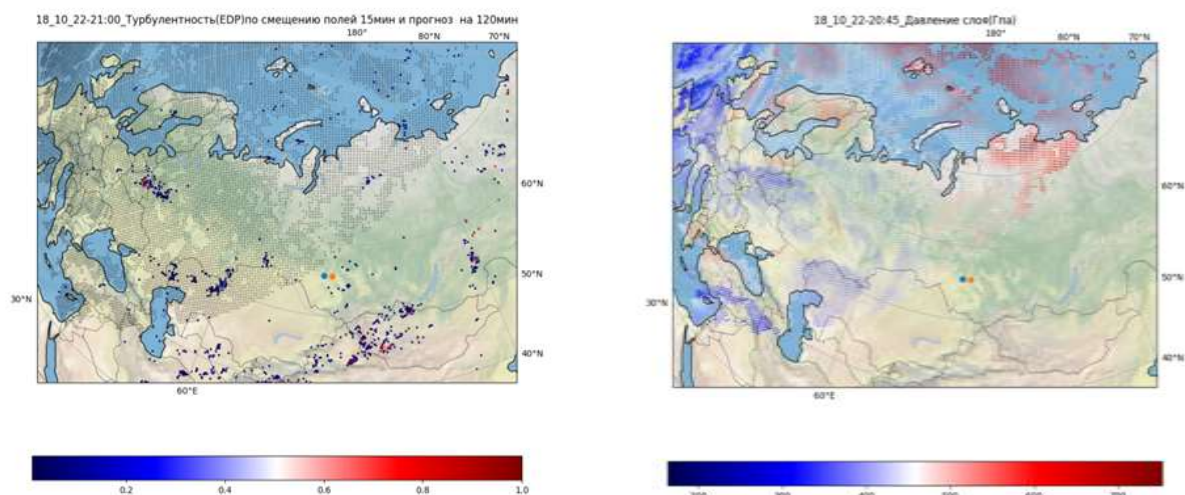 18_10_22-21:00_Турбулентность(EDP)по смещению полей 15мин и прогноз на 120мин
180° 80°N 70°N
60°N
50°N
30°N
40°N
60°E
0.2 0.4 0.6 0.8 1.0
18_10_22-20:45_Давление слоя(Гпа)
180° 80°N 70°N
60°N
50°N
30°N
40°N
60°E